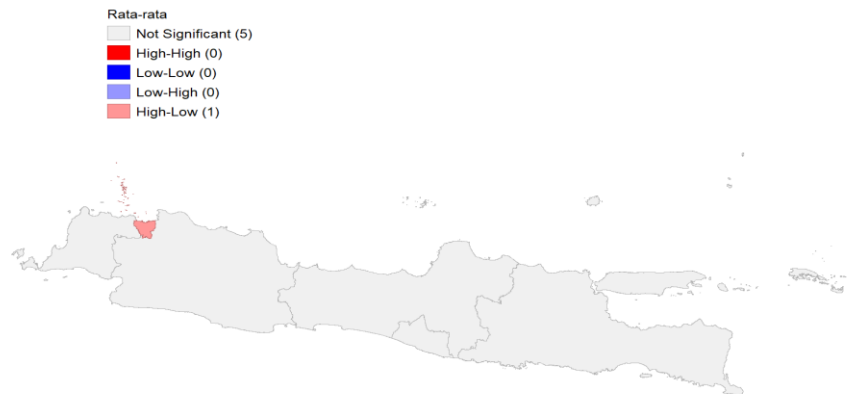 Rata-rata
Not Significant (5)
High-High (0)
Low-Low (0)
Low-High (0)
High-Low (1)